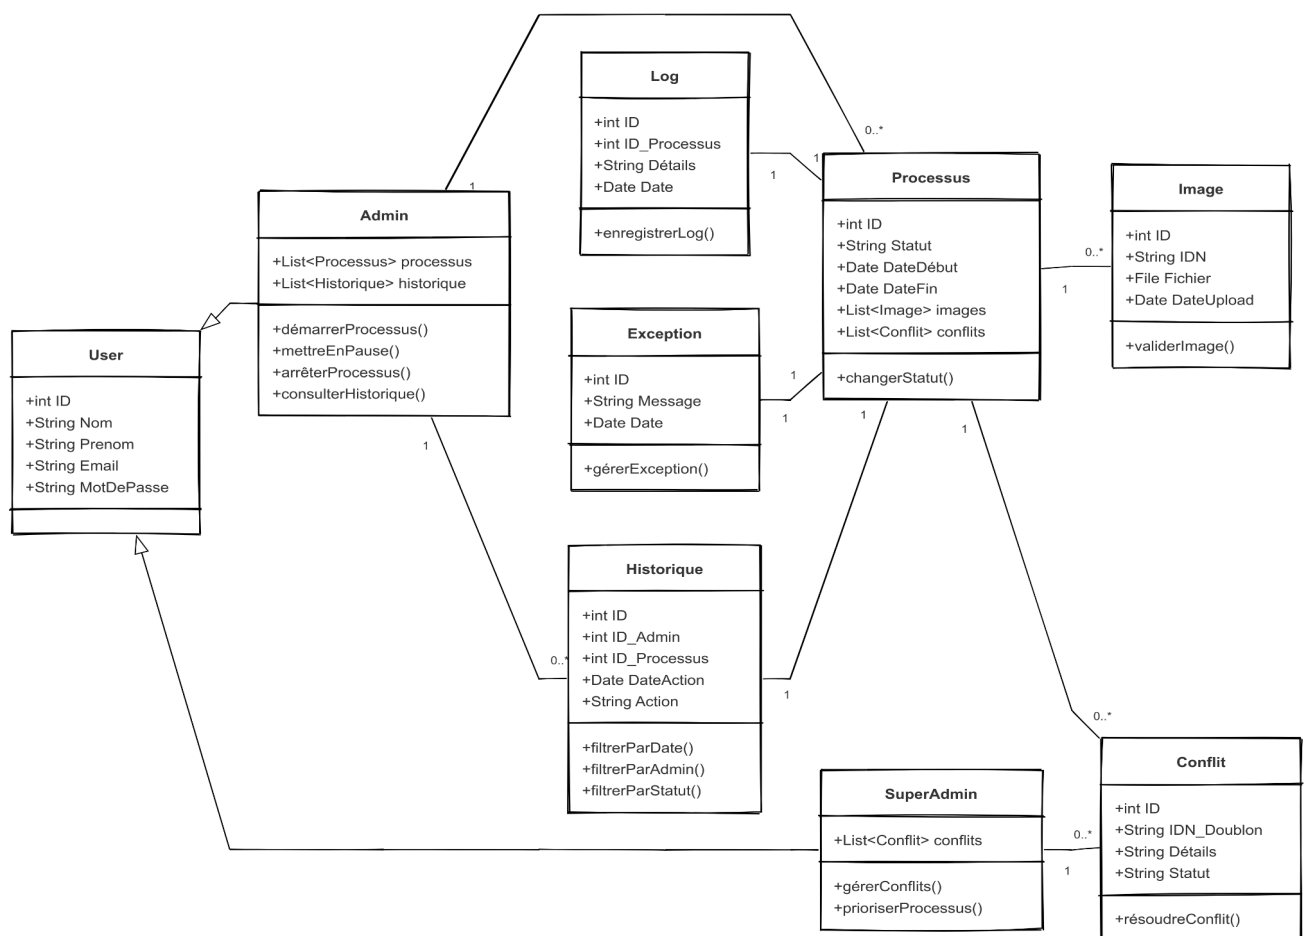 Log
+int ID
+int ID_Processus
+String Détails
+Date Date
+enregistrerLog()
0..*
1
1
1
Admin
+List<Processus> processus
+List<Historique> historique
+démarrerProcessus()
+mettreEnPause()
+arrêterProcessus()
+consulterHistorique()
1
Processus
+int ID
+String Statut
+Date DateDébut
+Date DateFin
+List<Image> images
+List<Conflit> conflits
+changerStatut()
1
1
0..*
1
Image
+int ID
+String IDN
+File Fichier
+Date DateUpload
+validerImage()
User
+int ID
+String Nom
+String Prenom
+String Email
+String MotDePasse
Exception
+int ID
+String Message
+Date Date
+gérerException()
1
1
Historique
+int ID
+int ID_Admin
+int ID_Processus
+Date DateAction
+String Action
+filtrerParDate()
+filtrerParAdmin()
+filtrerParStatut()
0..*
1
0..*
SuperAdmin
+List<Conflit> conflits
+gérerConflits()
+prioriserProcessus()
0..*
1
Conflit
+int ID
+String IDN_Doublon
+String Détails
+String Statut
+résoudreConflit()